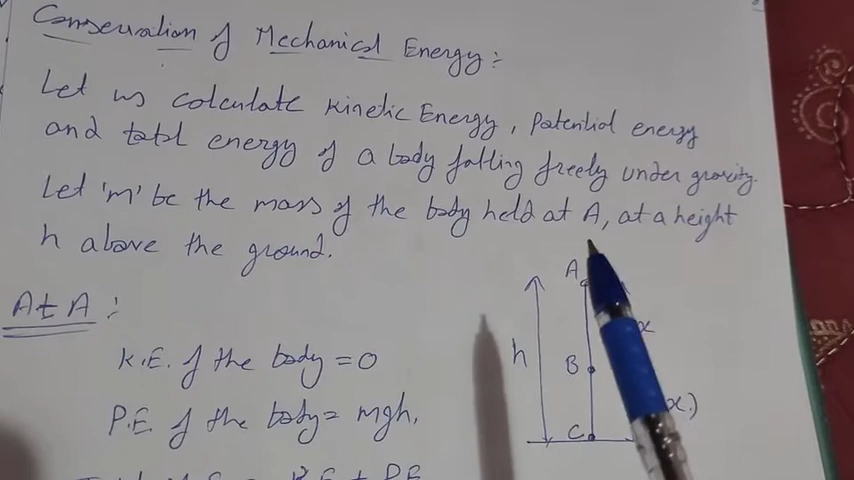 Conservation of Mechanical Energy:
Let us calculate Kinetic Energy, Potential energy
and total energy of a body falling freely under gravity.
Let 'm' be the mass of the body held at A, at a height
h above the ground.
At A:
K.E. of the body = 0
P.E. of the body = mgh.
A
x
h
B
x)
C